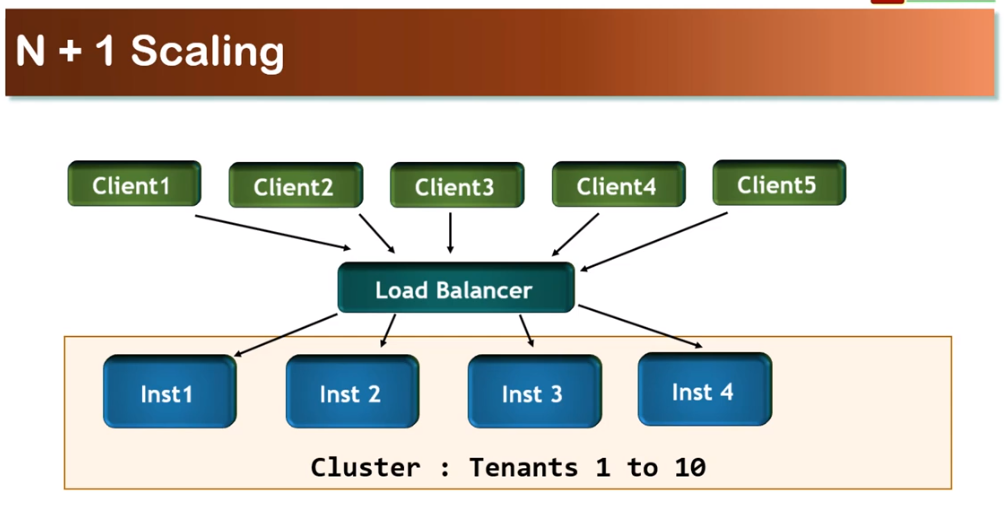 N + 1 Scaling
Client1
Client2
Client3
Client4
Client5
Load Balancer
Inst1
Inst 2
Inst 3
Inst 4
Cluster : Tenants 1 to 10